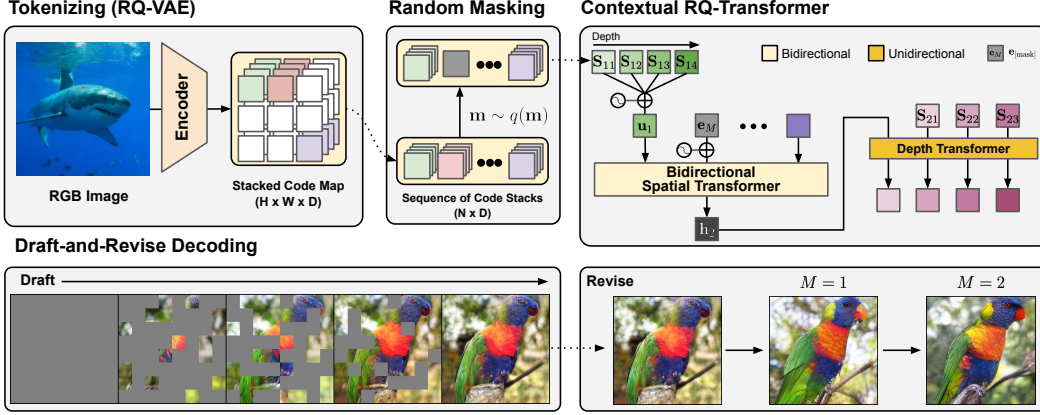 Tokenizing (RQ-VAE)
Encoder
RGB Image
Stacked Code Map
(H x W x D)
Random Masking
m ∼ q(m)
Sequence of Code Stacks
(N x D)
Contextual RQ-Transformer
Depth
S11 S12 S13 S14
Bidirectional
Unidirectional
eM e[mask]
u1
eM
Bidirectional
Spatial Transformer
h2
S21 S22 S23
Depth Transformer
Draft-and-Revise Decoding
Draft
Revise
M = 1
M = 2